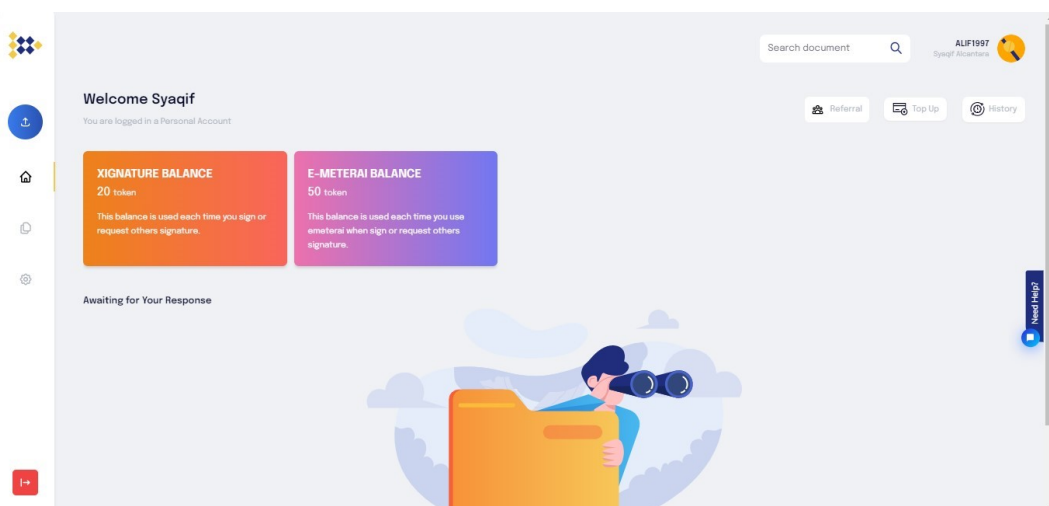 Search document
ALIF1997
Syaqif Alcantara
Welcome Syaqif
You are logged in a Personal Account
Referral
Top Up
History
XIGNATURE BALANCE
20 token
This balance is used each time you sign or
request others signature.
E-METERAI BALANCE
50 token
This balance is used each time you use
emeterai when sign or request others
signature.
Awaiting for Your Response
Need Help?